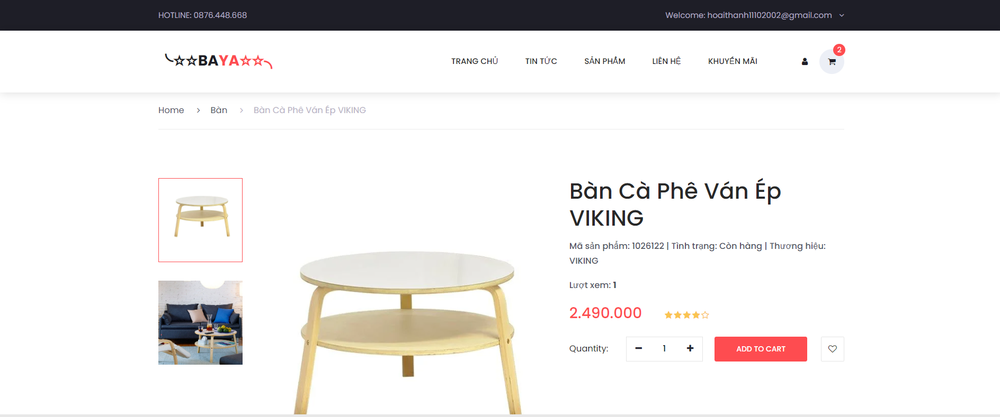 HOTLINE: 0876.448.668
Welcome: hoaithanh11102002@gmail.com
☆☆BAYA☆☆
TRANG CHỦ
TIN TỨC
SẢN PHẨM
LIÊN HỆ
KHUYẾN MÃI
2
Home > Bàn > Bàn Cà Phê Ván Ép VIKING
Bàn Cà Phê Ván Ép
VIKING
Mã sản phẩm: 1026122 | Tình trạng: Còn hàng | Thương hiệu:
VIKING
Lượt xem: 1
2.490.000
Quantity:
1
ADD TO CART